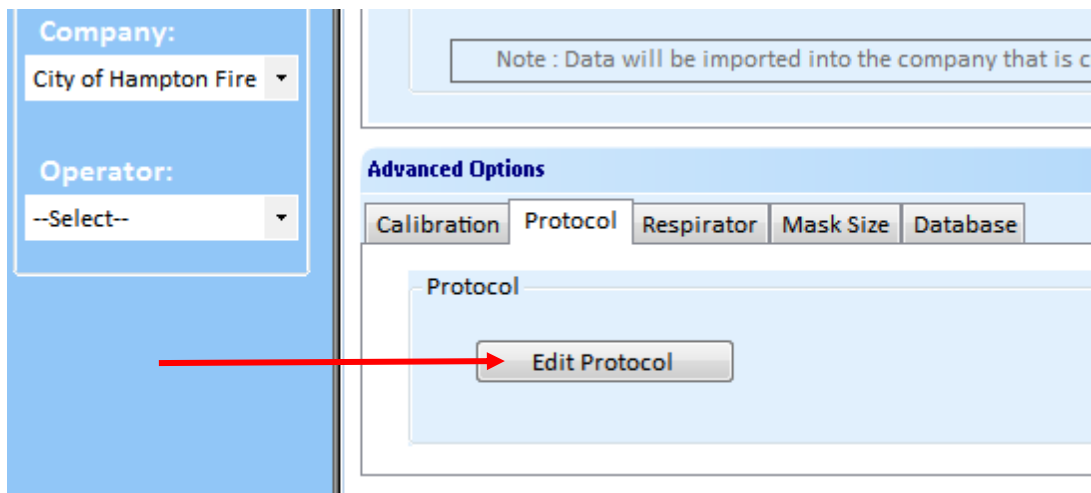 Company:
City of Hampton Fire
Operator:
--Select--
Note : Data will be imported into the company that is c
Advanced Options
Calibration
Protocol
Respirator
Mask Size
Database
Protocol
Edit Protocol